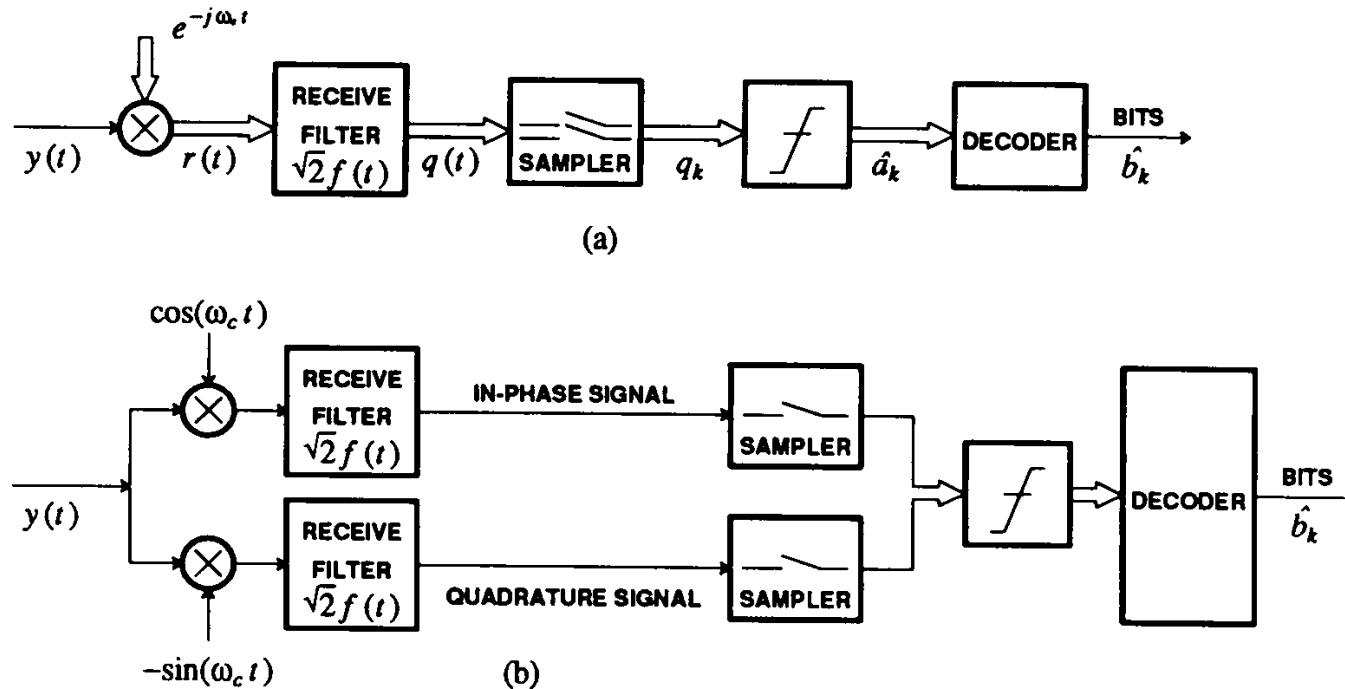 e^{-jω_c t}
RECEIVE
FILTER
√2 f(t)
SAMPLER
DECODER
BITS
y(t)
r(t)
q(t)
q_k
â_k
b̂_k
(a)
cos(ω_c t)
RECEIVE
FILTER
√2 f(t)
IN-PHASE SIGNAL
SAMPLER
y(t)
RECEIVE
FILTER
√2 f(t)
QUADRATURE SIGNAL
SAMPLER
DECODER
BITS
b̂_k
-sin(ω_c t)
(b)